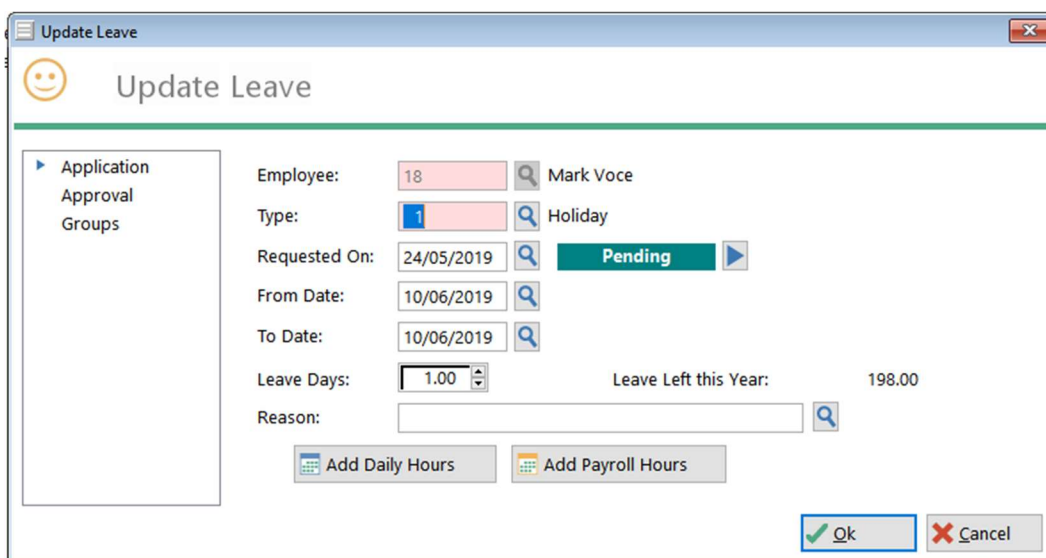 Update Leave
Update Leave
Application
Approval
Groups
Employee: 18 Mark Voce
Type: 1 Holiday
Requested On: 24/05/2019 Pending
From Date: 10/06/2019
To Date: 10/06/2019
Leave Days: 1.00 Leave Left this Year: 198.00
Reason:
Add Daily Hours Add Payroll Hours
Ok Cancel